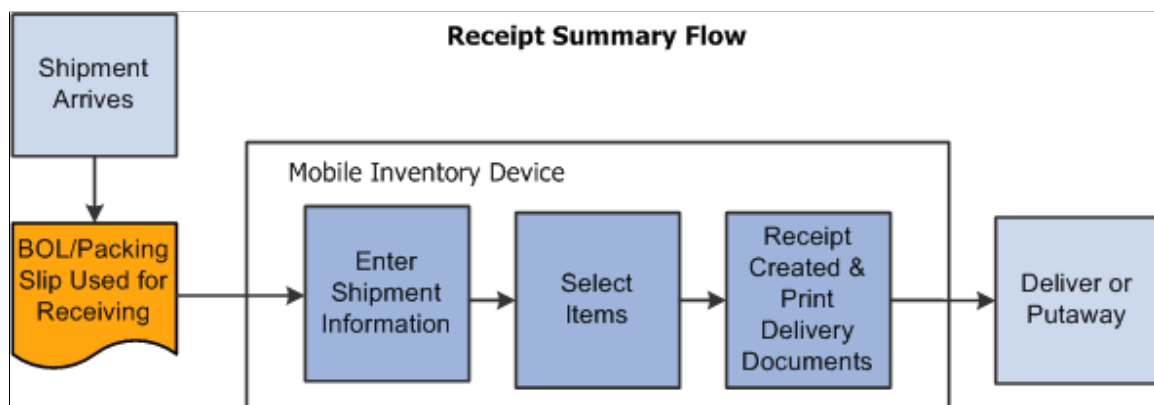 Receipt Summary Flow
Shipment
Arrives
BOL/Packing
Slip Used for
Receiving
Mobile Inventory Device
Enter
Shipment
Information
Select
Items
Receipt
Created &
Print
Delivery
Documents
Deliver or
Putaway